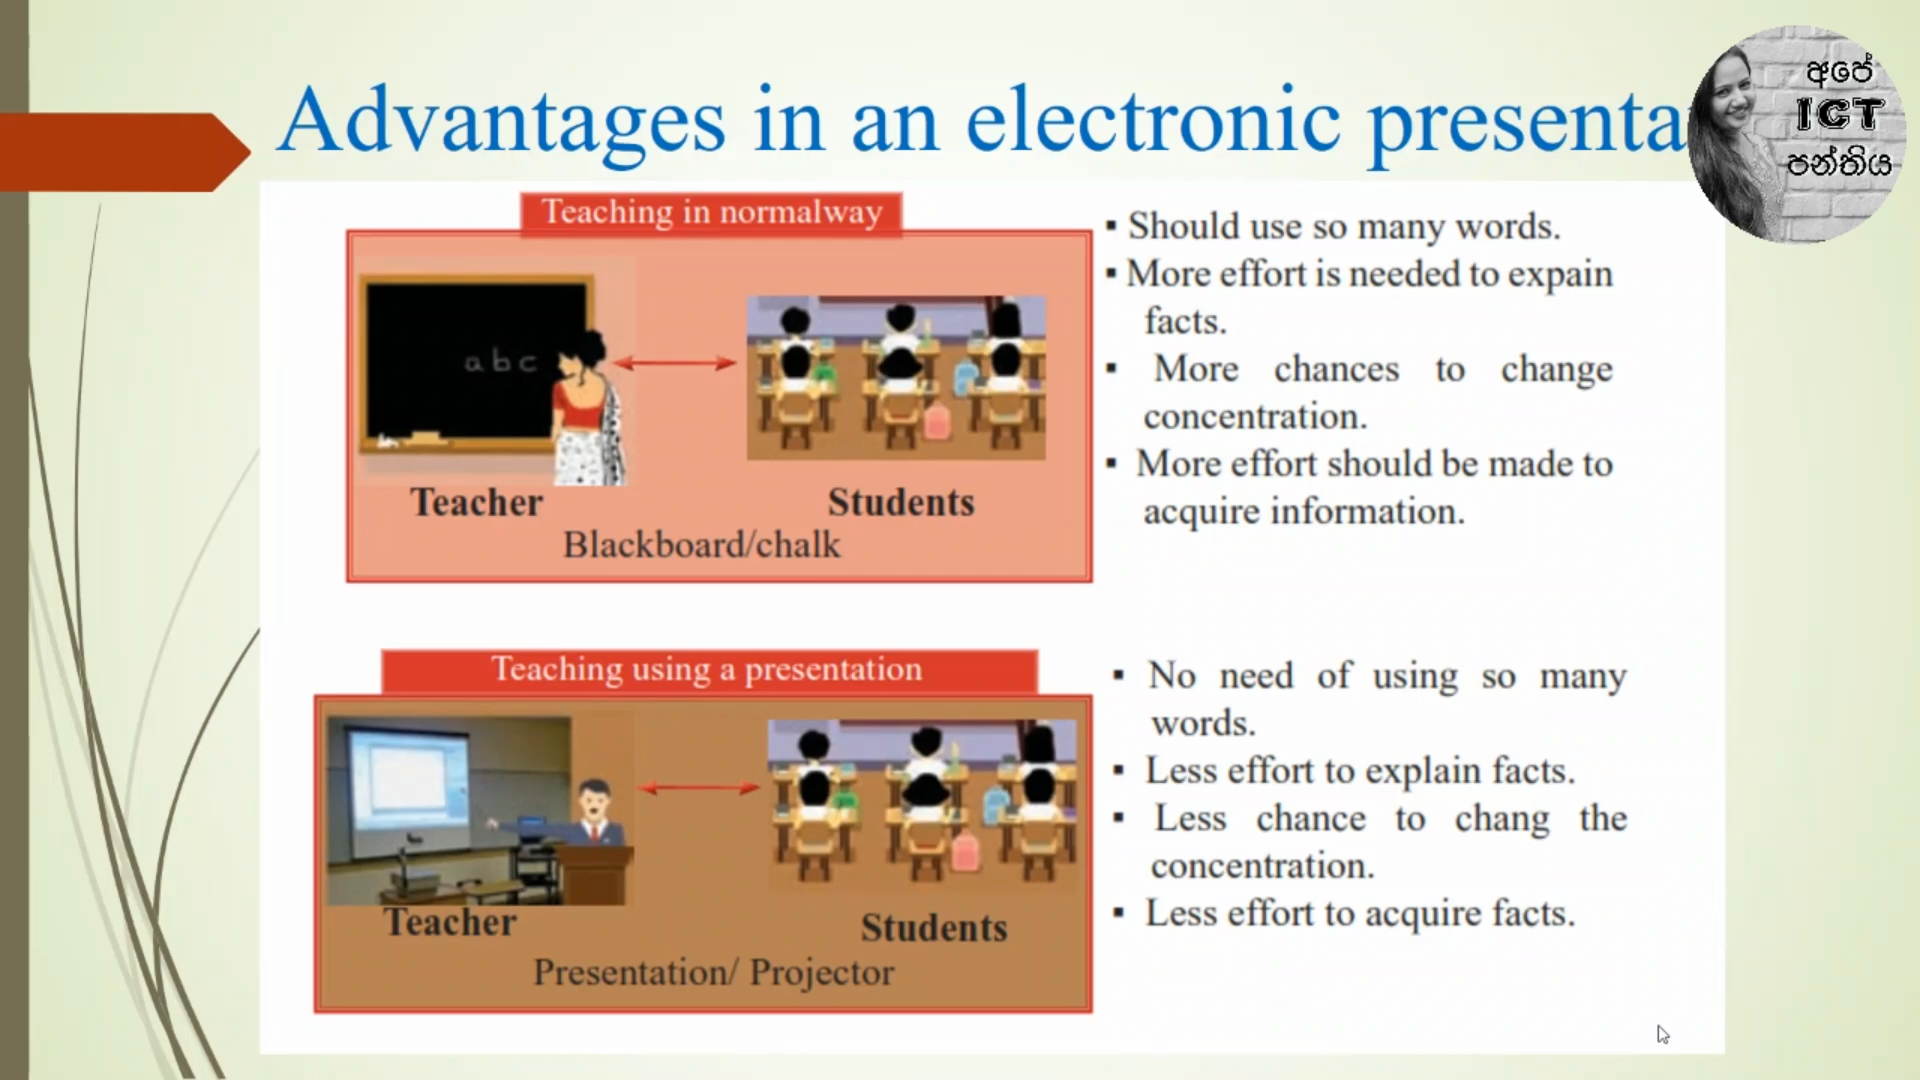 Advantages in an electronic presenta
අපේ
ICT
පන්තිය
Teaching in normalway
a b c
Teacher
Students
Blackboard/chalk
▪ Should use so many words.
▪ More effort is needed to expain
facts.
▪ More chances to change
concentration.
▪ More effort should be made to
acquire information.
Teaching using a presentation
Teacher
Students
Presentation/ Projector
▪ No need of using so many
words.
▪ Less effort to explain facts.
▪ Less chance to chang the
concentration.
▪ Less effort to acquire facts.